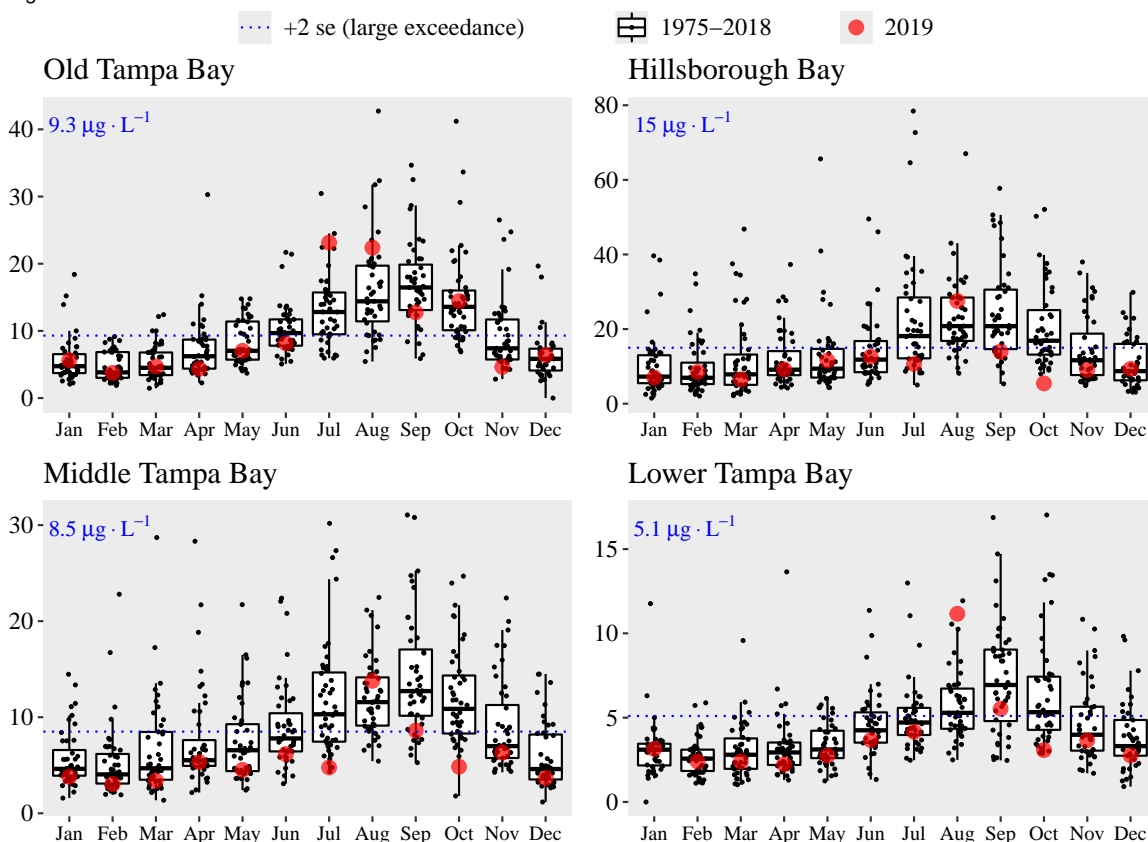 +2 se (large exceedance) 1975–2018 2019
Old Tampa Bay
9.3 μg · L⁻¹
40
30
20
10
0
Jan Feb Mar Apr May Jun Jul Aug Sep Oct Nov Dec
Hillsborough Bay
15 μg · L⁻¹
80
60
40
20
0
Jan Feb Mar Apr May Jun Jul Aug Sep Oct Nov Dec
Middle Tampa Bay
8.5 μg · L⁻¹
30
20
10
0
Jan Feb Mar Apr May Jun Jul Aug Sep Oct Nov Dec
Lower Tampa Bay
5.1 μg · L⁻¹
15
10
5
0
Jan Feb Mar Apr May Jun Jul Aug Sep Oct Nov Dec